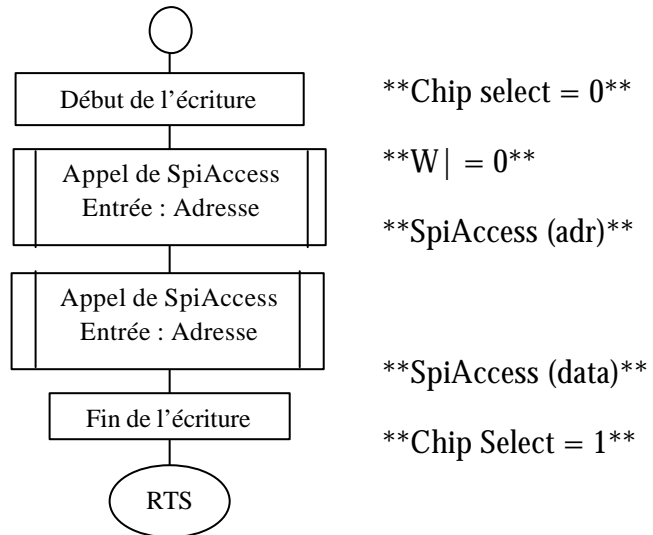 Début de l'écriture
**Chip select = 0**
Appel de SpiAccess
Entrée : Adresse
**W| = 0**
**SpiAccess (adr)**
Appel de SpiAccess
Entrée : Adresse
**SpiAccess (data)**
Fin de l'écriture
**Chip Select = 1**
RTS